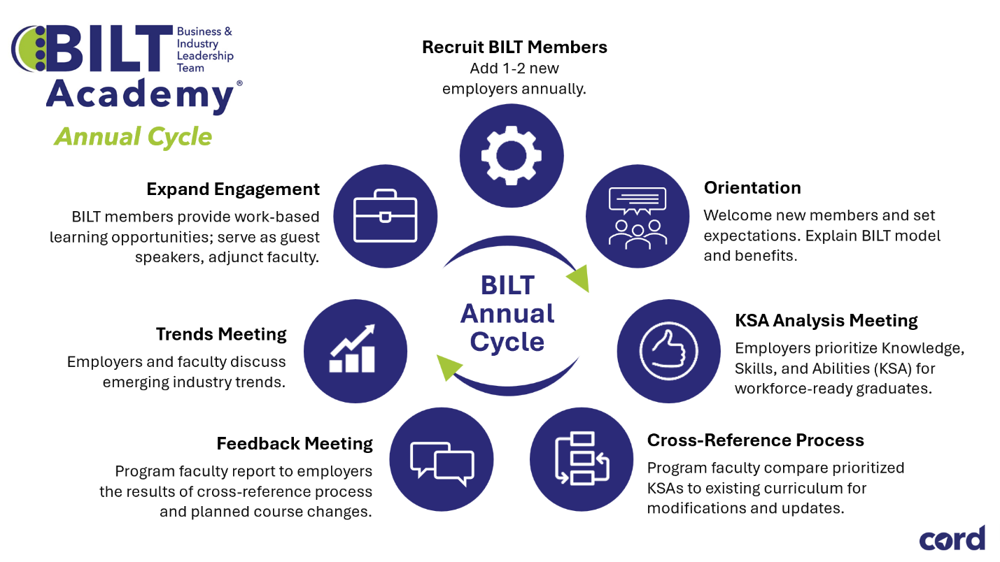 BILT
Business &
Industry
Leadership
Team
Academy®
Annual Cycle
Recruit BILT Members
Add 1-2 new
employers annually.
Orientation
Welcome new members and set
expectations. Explain BILT model
and benefits.
KSA Analysis Meeting
Employers prioritize Knowledge,
Skills, and Abilities (KSA) for
workforce-ready graduates.
Cross-Reference Process
Program faculty compare prioritized
KSAs to existing curriculum for
modifications and updates.
Feedback Meeting
Program faculty report to employers
the results of cross-reference process
and planned course changes.
Trends Meeting
Employers and faculty discuss
emerging industry trends.
Expand Engagement
BILT members provide work-based
learning opportunities; serve as guest
speakers, adjunct faculty.
BILT
Annual
Cycle
cord